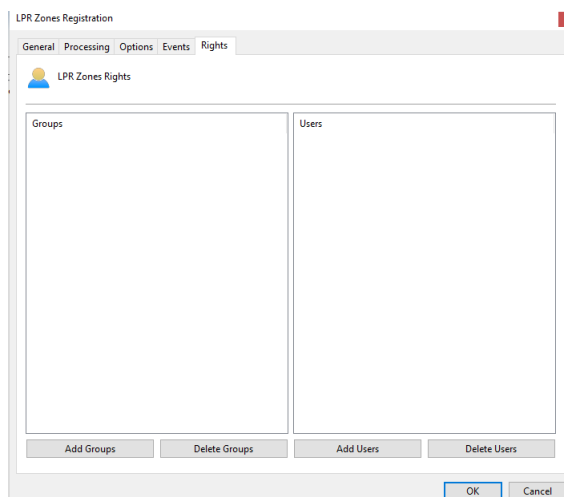 LPR Zones Registration
General Processing Options Events Rights
LPR Zones Rights
Groups Users
Add Groups Delete Groups Add Users Delete Users
OK Cancel